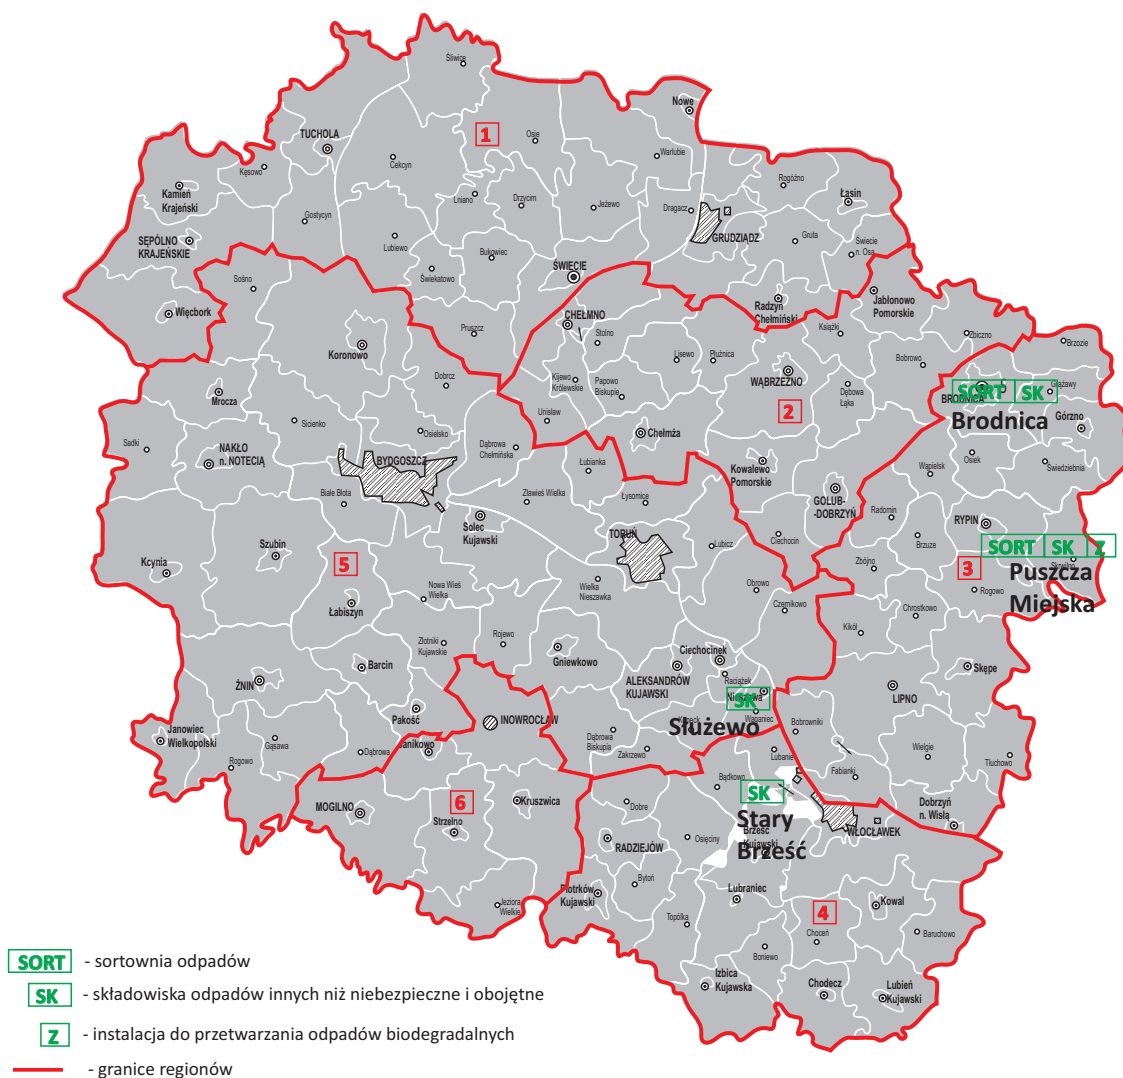 Śliwice
Nowe
1
Osie
TUCHOLA
Warlubie
Cekcyn
Kęsowo
Rogóźno
Kamień
Krajeński
Łasin
Lniano
Drzycim
Jeżewo
Dragacz
Gostycyn
GRUDZIĄDZ
SĘPÓLNO
KRAJEŃSKIE
Lubiewo
Gruta
Świecie
n. Osą
Bukowiec
ŚWIECIE
Świekatowo
Sośno
Więcbork
Radzyń
Chełmiński
Jabłonowo
Pomorskie
CHEŁMNO
Pruszcz
Stolno
Książki
Zbiczno
Brzozie
Koronowo
Lisewo
Płużnica
Bobrowo
WĄBRZEŹNO
Dobrcz
Kijewo
Królewskie
Papowo
Biskupie
Dębowa
Łąka
BRODNICA
SORT
SK
Brodnica
Mrocza
Górzno
Unisław
2
Sicienko
Osielsko
Chełmża
Sadki
NAKŁO
n. NOTECIĄ
BYDGOSZCZ
Dąbrowa
Chełmińska
Łubianka
Kowalewo
Pomorskie
Wąpielsk
Osiek
Świedziebnia
Białe Błota
Zławieś Wielka
Łysomice
GOLUB-
-DOBRZYŃ
Radomin
RYPIN
Solec
Kujawski
TORUŃ
Lubicz
Ciechocin
Brzuze
SORT
SK
Z
Skrwilno
Szubin
Kcynia
5
Zbójno
3
Puszcza
Miejska
Rogowo
Nowa Wieś
Wielka
Wielka
Nieszawka
Obrowo
Łabiszyn
Czernikowo
Chrostkowo
Kikół
Złotniki
Kujawskie
Rojewo
Gniewkowo
Ciechocinek
Barcin
ALEKSANDRÓW
KUJAWSKI
Raciążek
Skępe
ŻNIN
Nieszawa
SK
LIPNO
Pakość
INOWROCŁAW
Waganiec
Służewo
Bobrowniki
Janowiec
Wielkopolski
Gąsawa
Dąbrowa
Janikowo
Dąbrowa
Biskupia
Zakrzewo
Lubanie
Wielgie
Tłuchowo
Rogowo
Bądkowo
Fabianki
6
Kruszwica
SK
MOGILNO
Strzelno
Dobre
Stary
Brześć
Brześć
Kujawski
Dobrzyń
n. Wisłą
WŁOCŁAWEK
RADZIEJÓW
Osięciny
Bytoń
Piotrków
Kujawski
Lubraniec
Jeziora
Wielkie
Kowal
4
Topólka
Choceń
Baruchowo
Boniewo
Izbica
Kujawska
Chodecz
Lubień
Kujawski
SORT - sortownia odpadów
SK - składowiska odpadów innych niż niebezpieczne i obojętne
Z - instalacja do przetwarzania odpadów biodegradalnych
- granice regionów